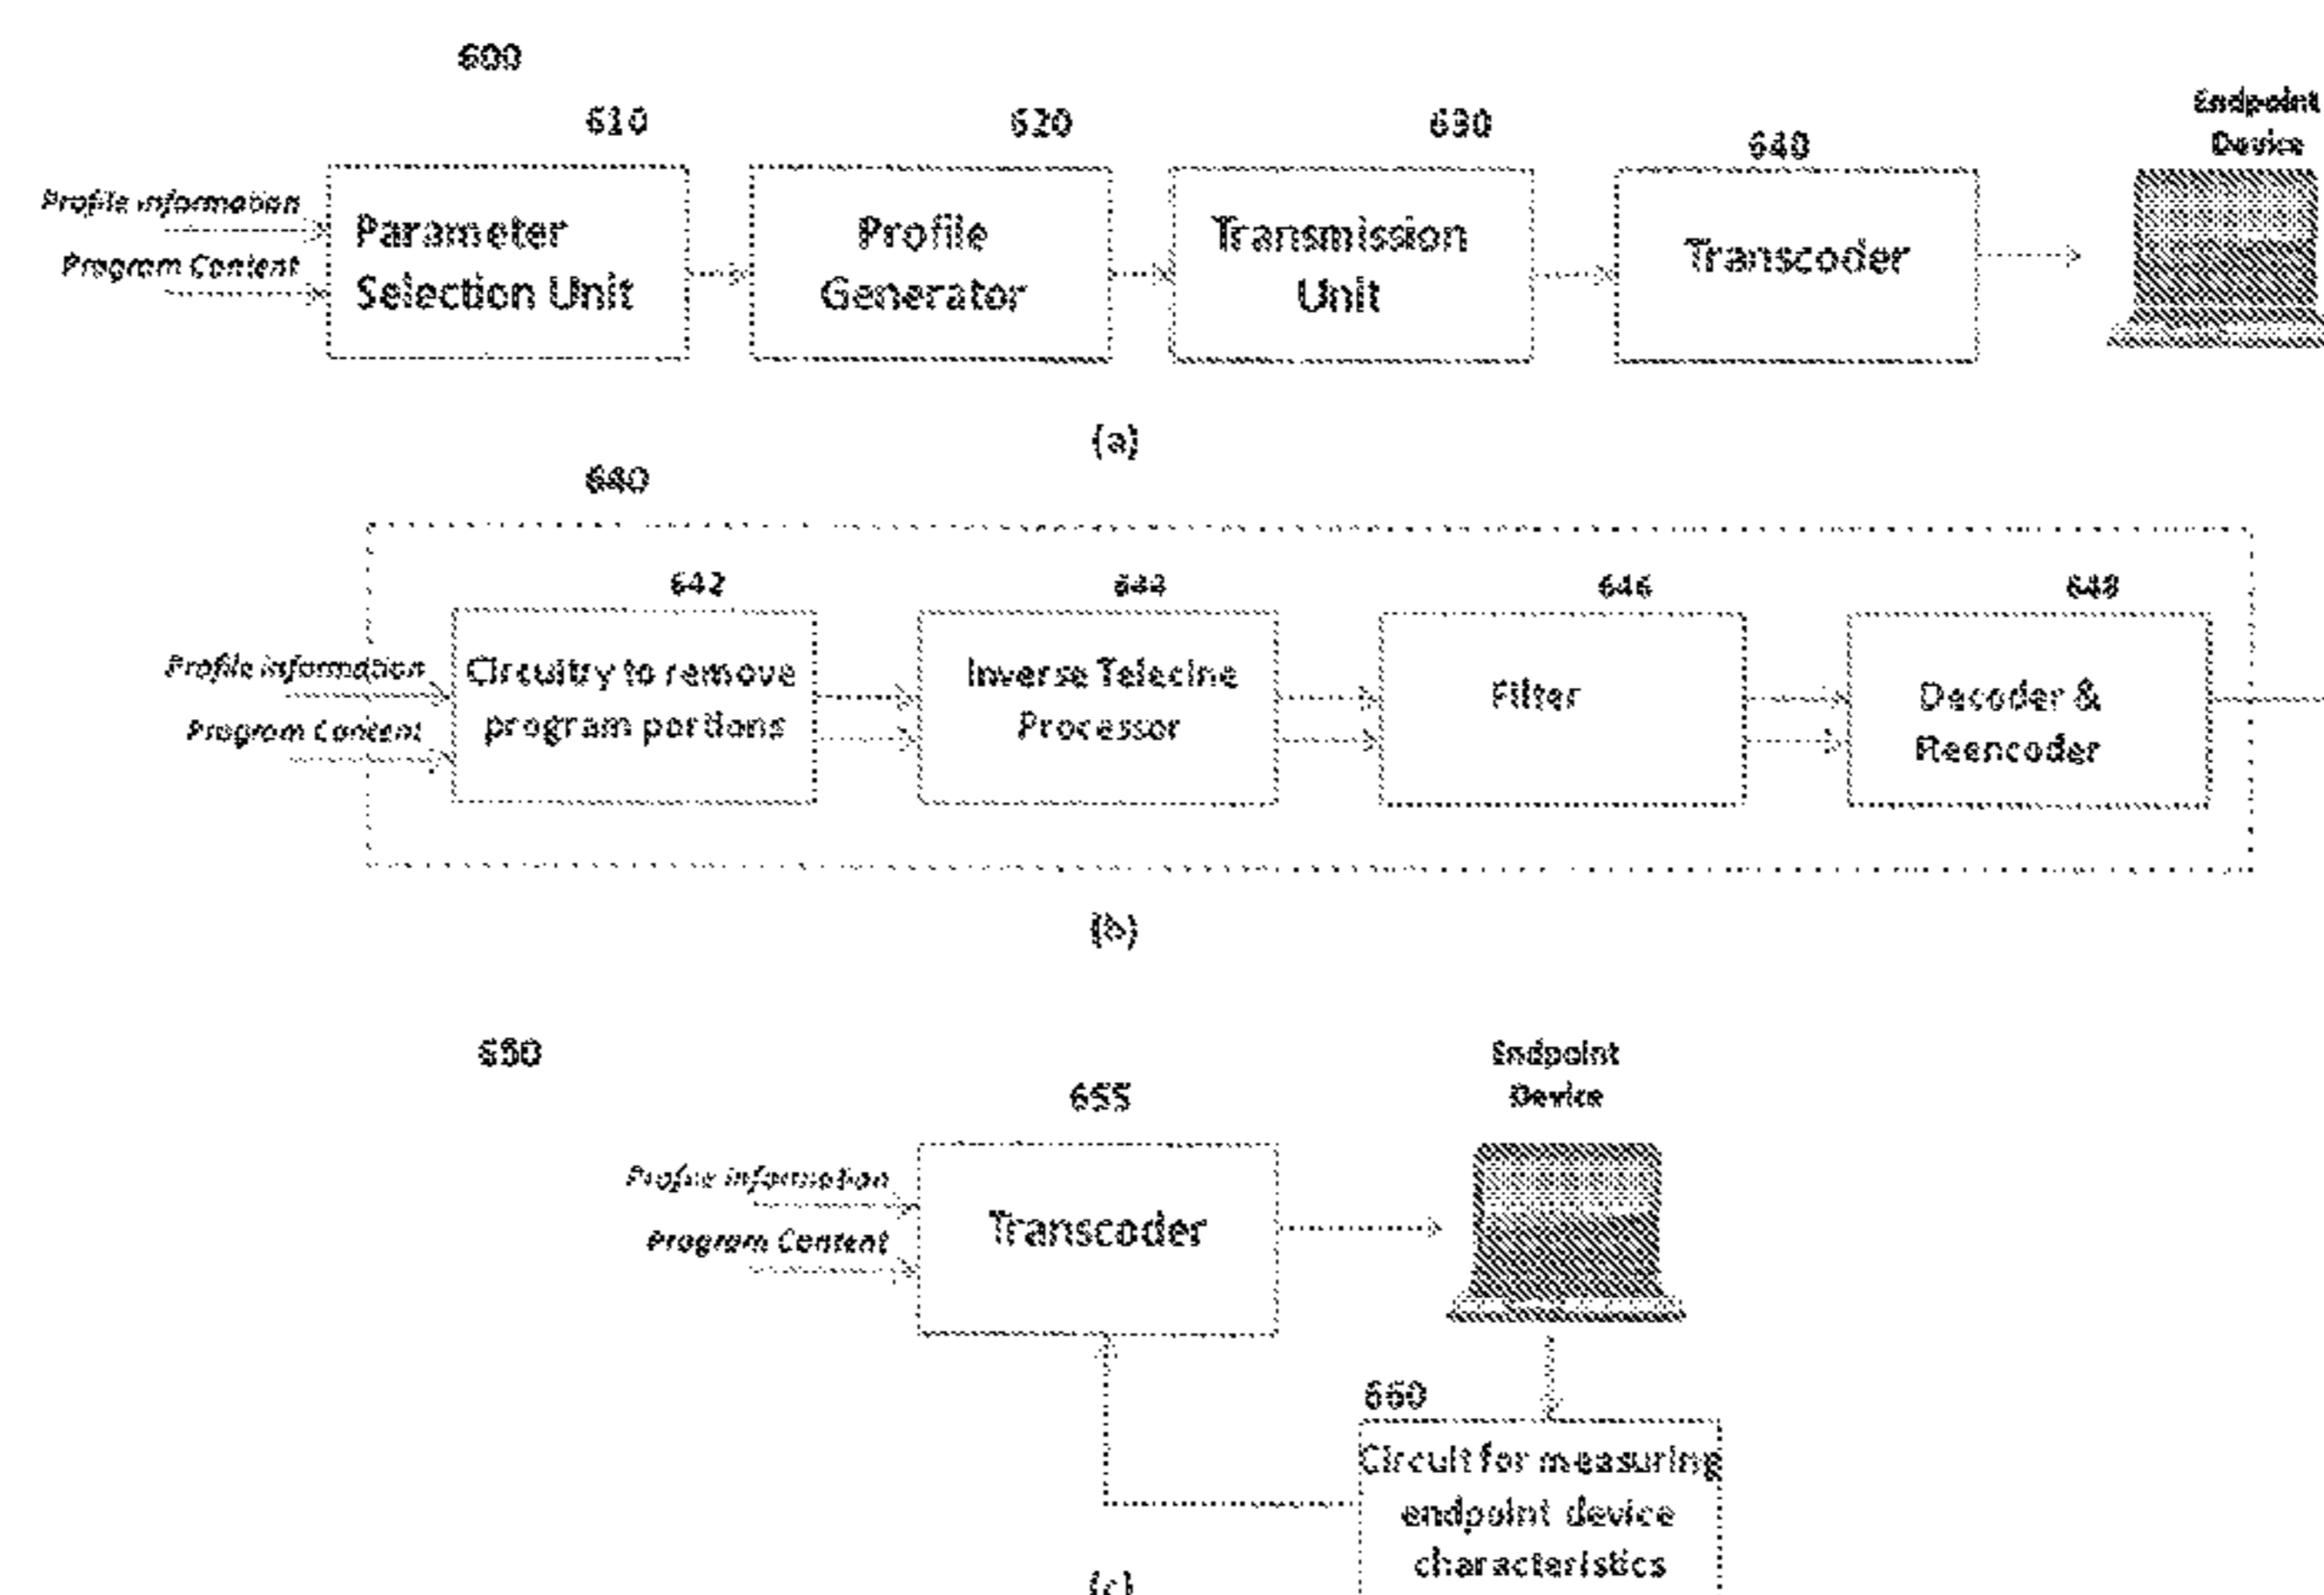 600
610
620
630
640
Endpoint
Device
Profile information
Program Content
Parameter
Selection Unit
Profile
Generator
Transmission
Unit
Transcoder
(a)
640
642
644
646
648
Profile information
Program Content
Circuitry to remove
program portions
Inverse Telecine
Processor
Filter
Decoder &
Reencoder
(b)
650
655
Endpoint
Device
Profile information
Program Content
Transcoder
660
Circuit for measuring
endpoint device
characteristics
(c)